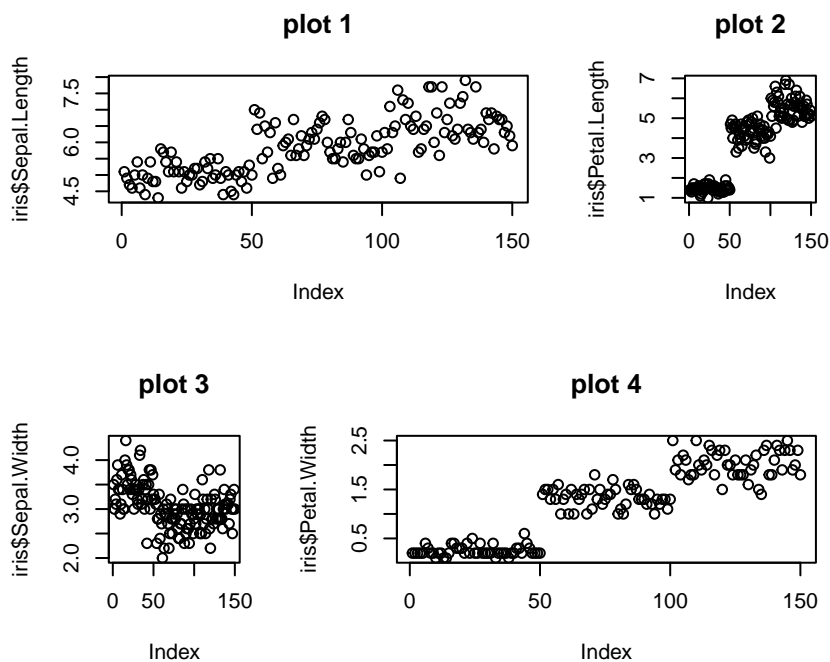 plot 1
iris$Sepal.Length
7.5
6.0
4.5
0 50 100 150
Index
plot 2
iris$Petal.Length
7
5
3
1
0 50 150
Index
plot 3
iris$Sepal.Width
4.0
3.0
2.0
0 50 150
Index
plot 4
iris$Petal.Width
2.5
1.5
0.5
0 50 100 150
Index